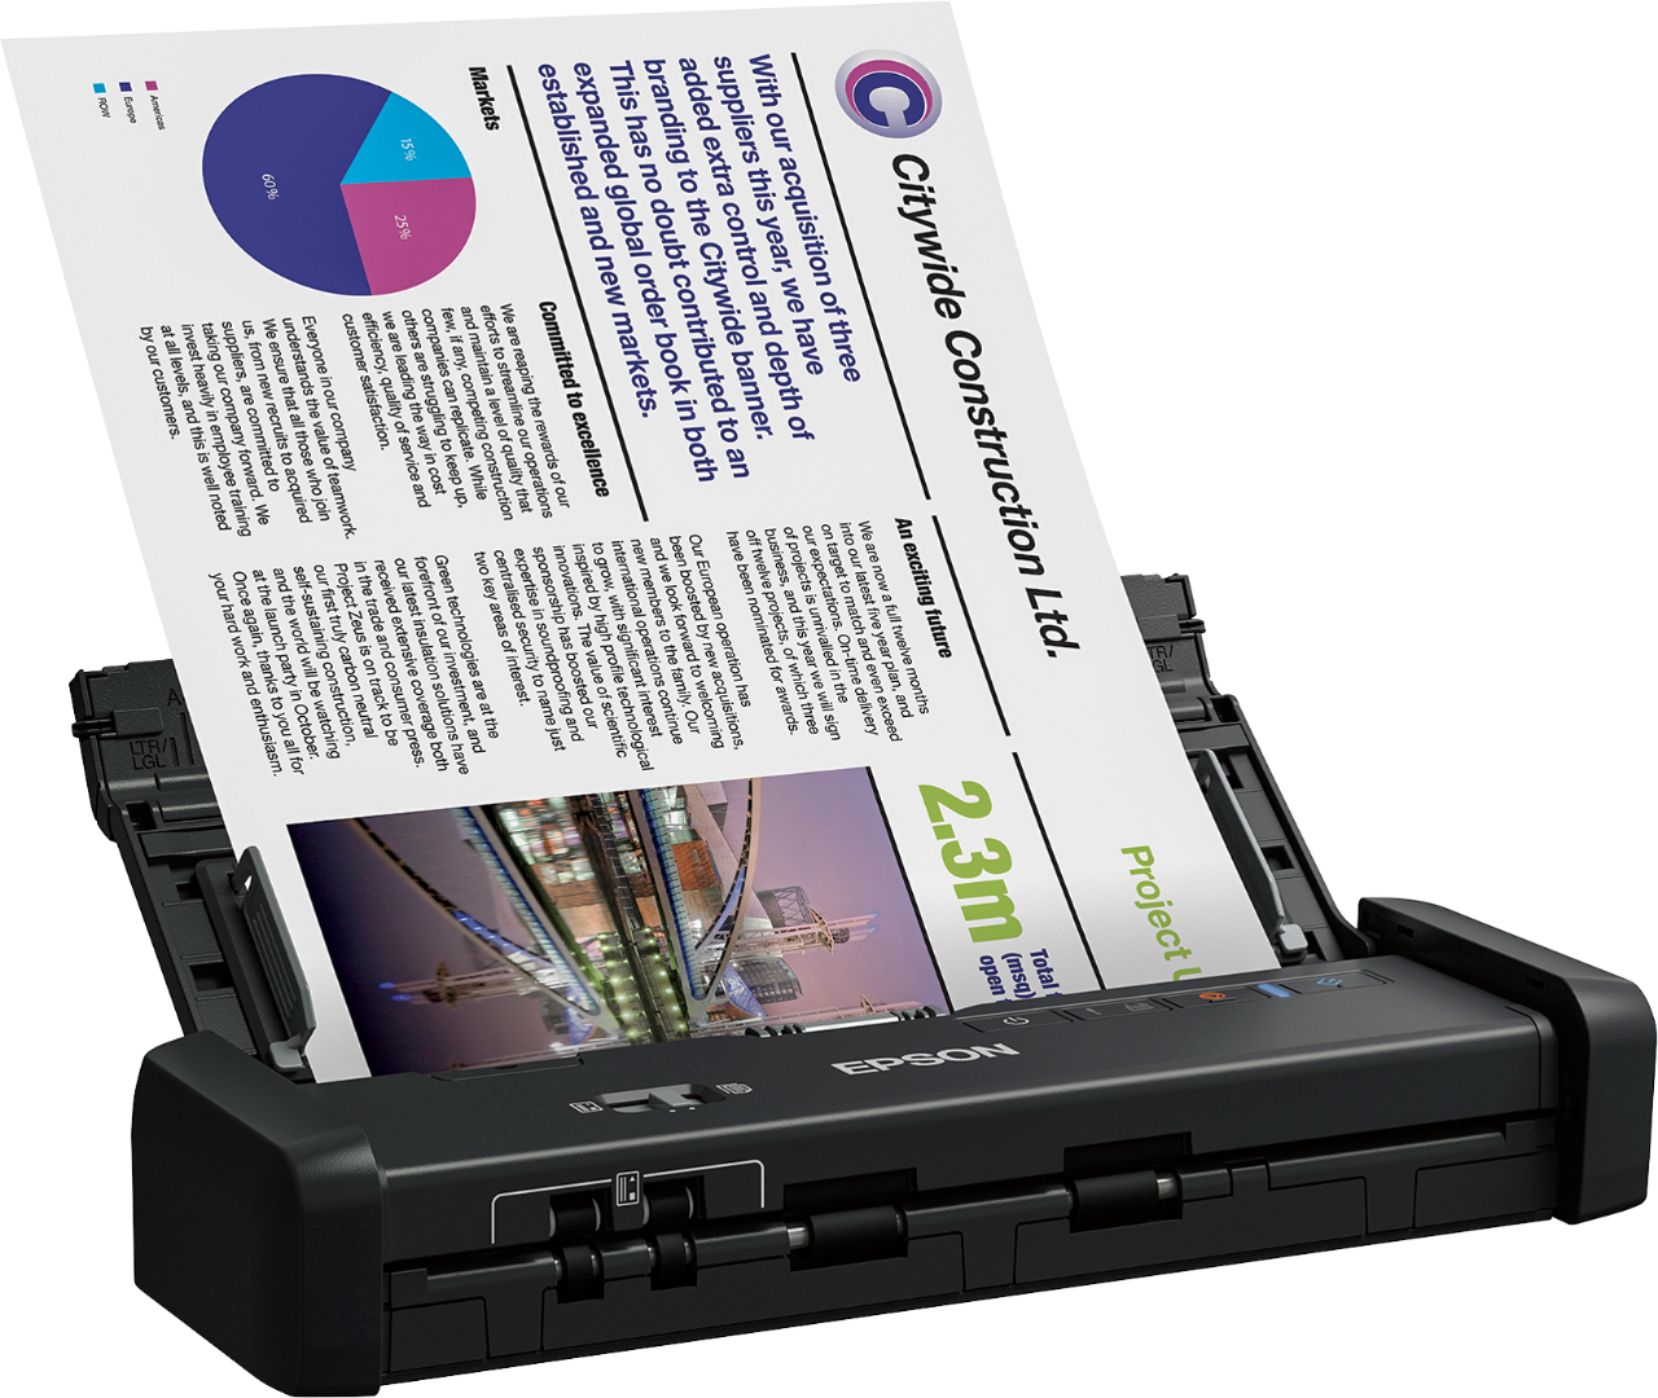 Citywide Construction Ltd.
With our acquisition of three
suppliers this year, we have
added extra control and depth of
branding to the Citywide banner.
This has no doubt contributed to an
expanded global order book in both
established and new markets.
Markets
15%
25%
60%
Americas
Europe
ROW
Committed to excellence
We are reaping the rewards of our
efforts to streamline our operations
and maintain a level of quality that
few, if any, competing construction
companies can replicate. While
others are struggling to keep up,
we are leading the way in cost
efficiency, quality of service and
customer satisfaction.
Everyone in our company
understands the value of teamwork.
We ensure that all those who join
us, from new recruits to acquired
suppliers, are committed to
taking our company forward. We
invest heavily in employee training
at all levels, and this is well noted
by our customers.
An exciting future
We are now a full twelve months
into our latest five year plan, and
on target to match and even exceed
our expectations. On-time delivery
of projects is unrivalled in the
business, and this year we will sign
off twelve projects, of which three
have been nominated for awards.
Our European operation has
been boosted by new acquisitions,
and we look forward to welcoming
new members to the family. Our
international operations continue
to grow, with significant interest
inspired by high profile technological
innovations. The value of scientific
sponsorship has boosted our
expertise in soundproofing and
centralised security to name just
two key areas of interest.
Green technologies are at the
forefront of our investment, and
our latest insulation solutions have
received extensive coverage both
in the trade and consumer press.
Project Zeus is on track to be
our first truly carbon neutral
self-sustaining construction,
and the world will be watching
at the launch party in October.
Once again, thanks to you all for
your hard work and enthusiasm.
Project
2.3m
Total
(msq)
open
LTR/
LGL
TR/
GL
EPSON